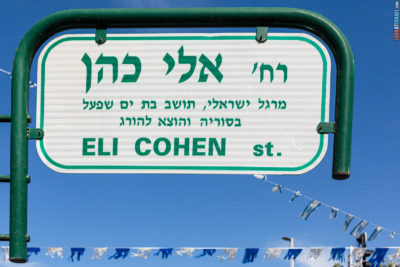 רח' אלי כהן
מרגל ישראלי, תושב בת ים שפעל
בסוריה והוצא להורג
ELI COHEN st.